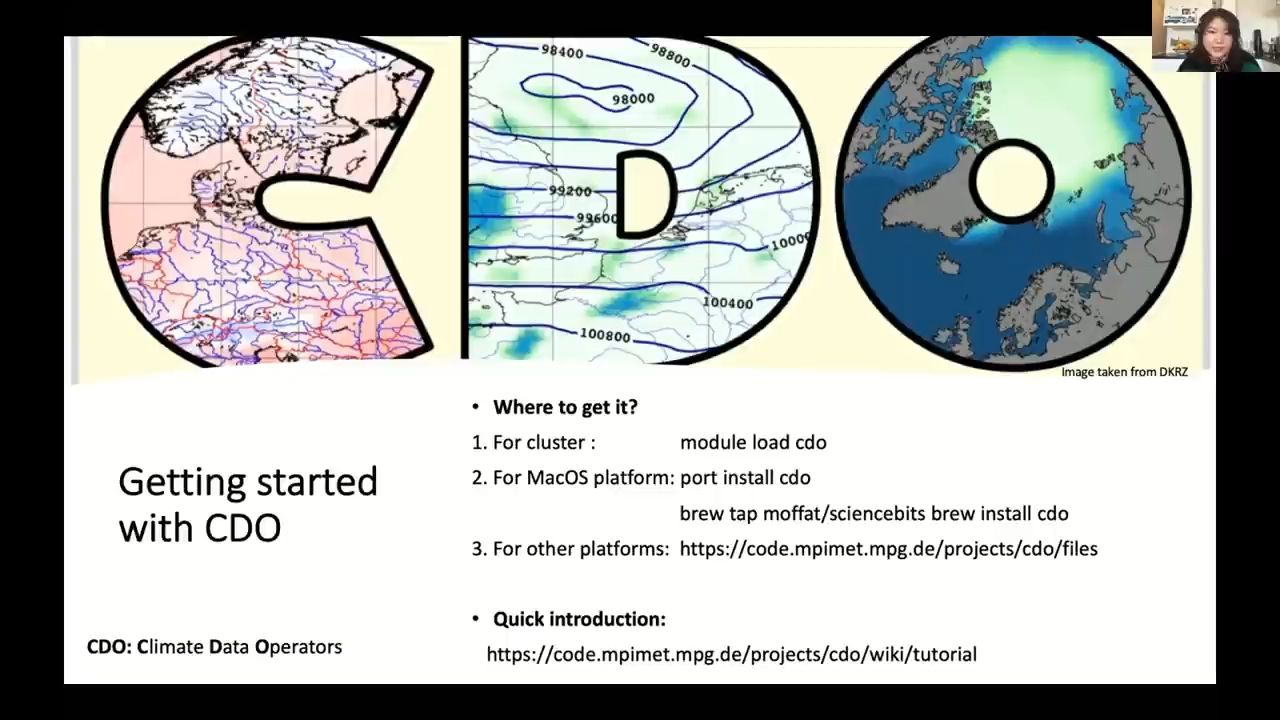 98400
98800
98000
99200
99600
10000
100400
100800
Image taken from DKRZ
• Where to get it?
1. For cluster : module load cdo
2. For MacOS platform: port install cdo
brew tap moffat/sciencebits brew install cdo
3. For other platforms: https://code.mpimet.mpg.de/projects/cdo/files
Getting started
with CDO
• Quick introduction:
https://code.mpimet.mpg.de/projects/cdo/wiki/tutorial
CDO: Climate Data Operators